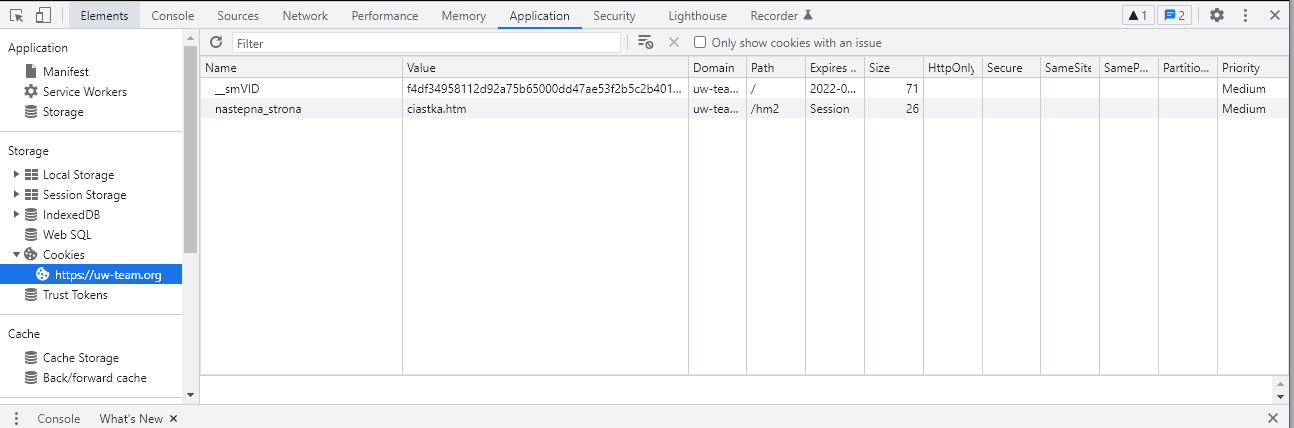 Elements Console Sources Network Performance Memory Application Security Lighthouse Recorder 1 2
Application
Manifest
Service Workers
Storage
Storage
Local Storage
Session Storage
IndexedDB
Web SQL
Cookies
https://uw-team.org
Trust Tokens
Cache
Cache Storage
Back/forward cache
Filter Only show cookies with an issue
Name Value Domain Path Expires ... Size HttpOnly Secure SameSite SameP... Partitio... Priority
__smVID f4df34958112d92a75b65000dd47ae53f2b5c2b401... uw-tea... / 2022-0... 71 Medium
nastepna_strona ciastka.htm uw-tea... /hm2 Session 26 Medium
Console What's New